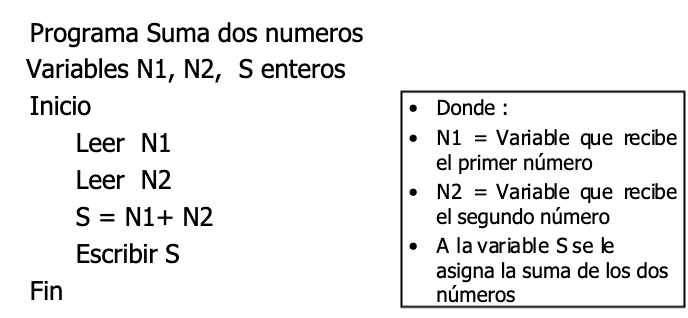 Programa Suma dos numeros
Variables N1, N2, S enteros
Inicio
Leer N1
Leer N2
S = N1+ N2
Escribir S
Fin
• Donde :
• N1 = Variable que recibe
el primer número
• N2 = Variable que recibe
el segundo número
• A la variable S se le
asigna la suma de los dos
números